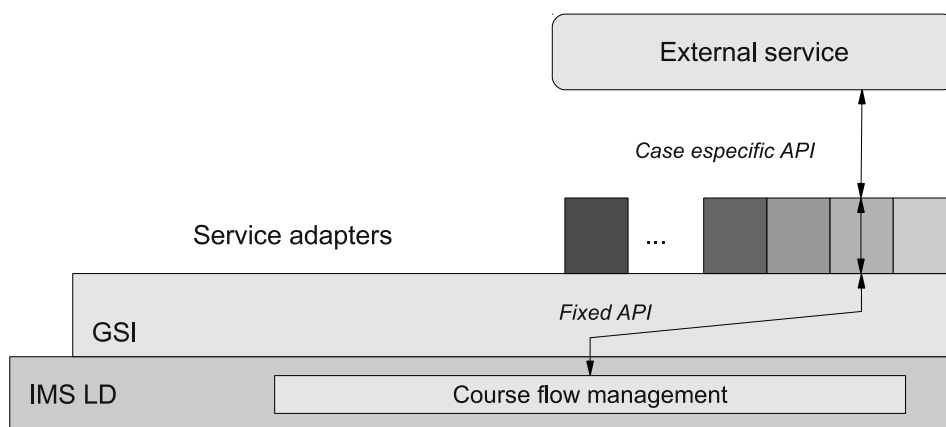 External service
Case especific API
Service adapters
...
Fixed API
GSI
IMS LD
Course flow management